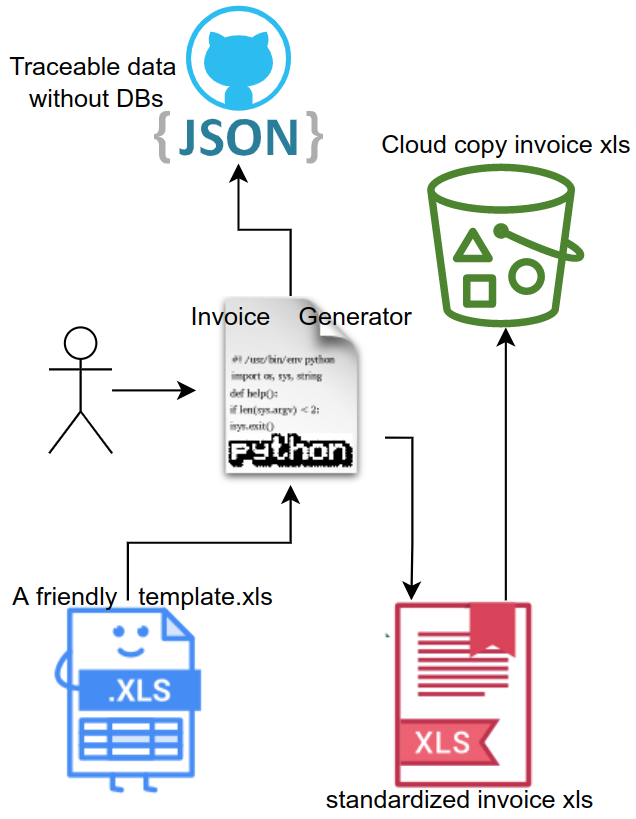 Traceable data
without DBs
{JSON}
Cloud copy invoice xls
Invoice Generator
#! /usr/bin/env python
import os, sys, string
def help():
if len(sys.argv) < 2:
isys.exit()
python
A friendly template.xls
.XLS
XLS
standardized invoice xls